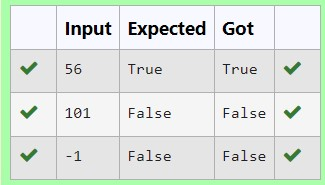 Input Expected Got
56 True True
101 False False
-1 False False